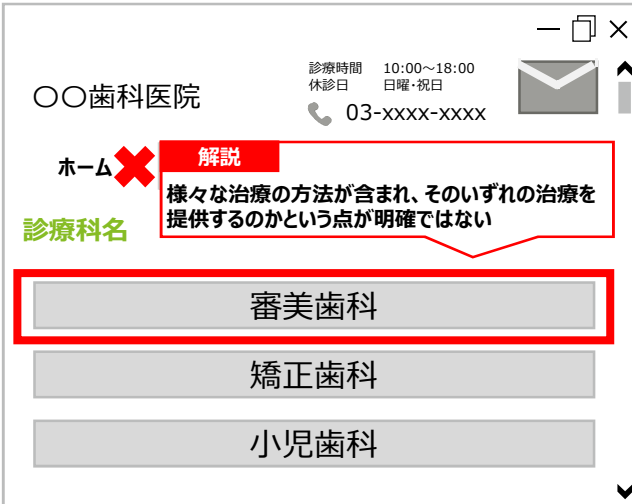 診療時間 10:00～18:00
休診日 日曜・祝日
〇〇歯科医院
03-xxxx-xxxx
ホーム
解説
様々な治療の方法が含まれ、そのいずれの治療を
提供するのかという点が明確ではない
診療科名
審美歯科
矯正歯科
小児歯科